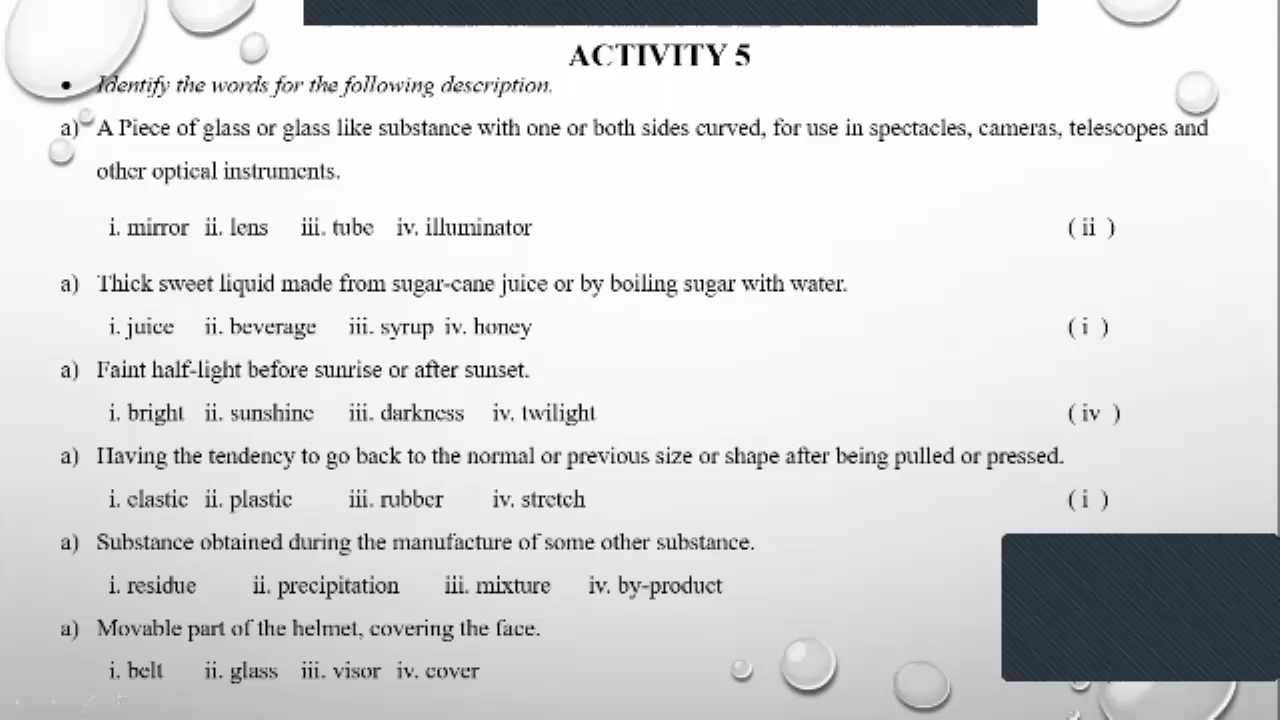 ACTIVITY 5
• Identify the words for the following description.
a) A Piece of glass or glass like substance with one or both sides curved, for use in spectacles, cameras, telescopes and
other optical instruments.
i. mirror ii. lens iii. tube iv. illuminator ( ii )
a) Thick sweet liquid made from sugar-cane juice or by boiling sugar with water.
i. juice ii. beverage iii. syrup iv. honey ( i )
a) Faint half-light before sunrise or after sunset.
i. bright ii. sunshine iii. darkness iv. twilight ( iv )
a) Having the tendency to go back to the normal or previous size or shape after being pulled or pressed.
i. elastic ii. plastic iii. rubber iv. stretch ( i )
a) Substance obtained during the manufacture of some other substance.
i. residue ii. precipitation iii. mixture iv. by-product
a) Movable part of the helmet, covering the face.
i. belt ii. glass iii. visor iv. cover